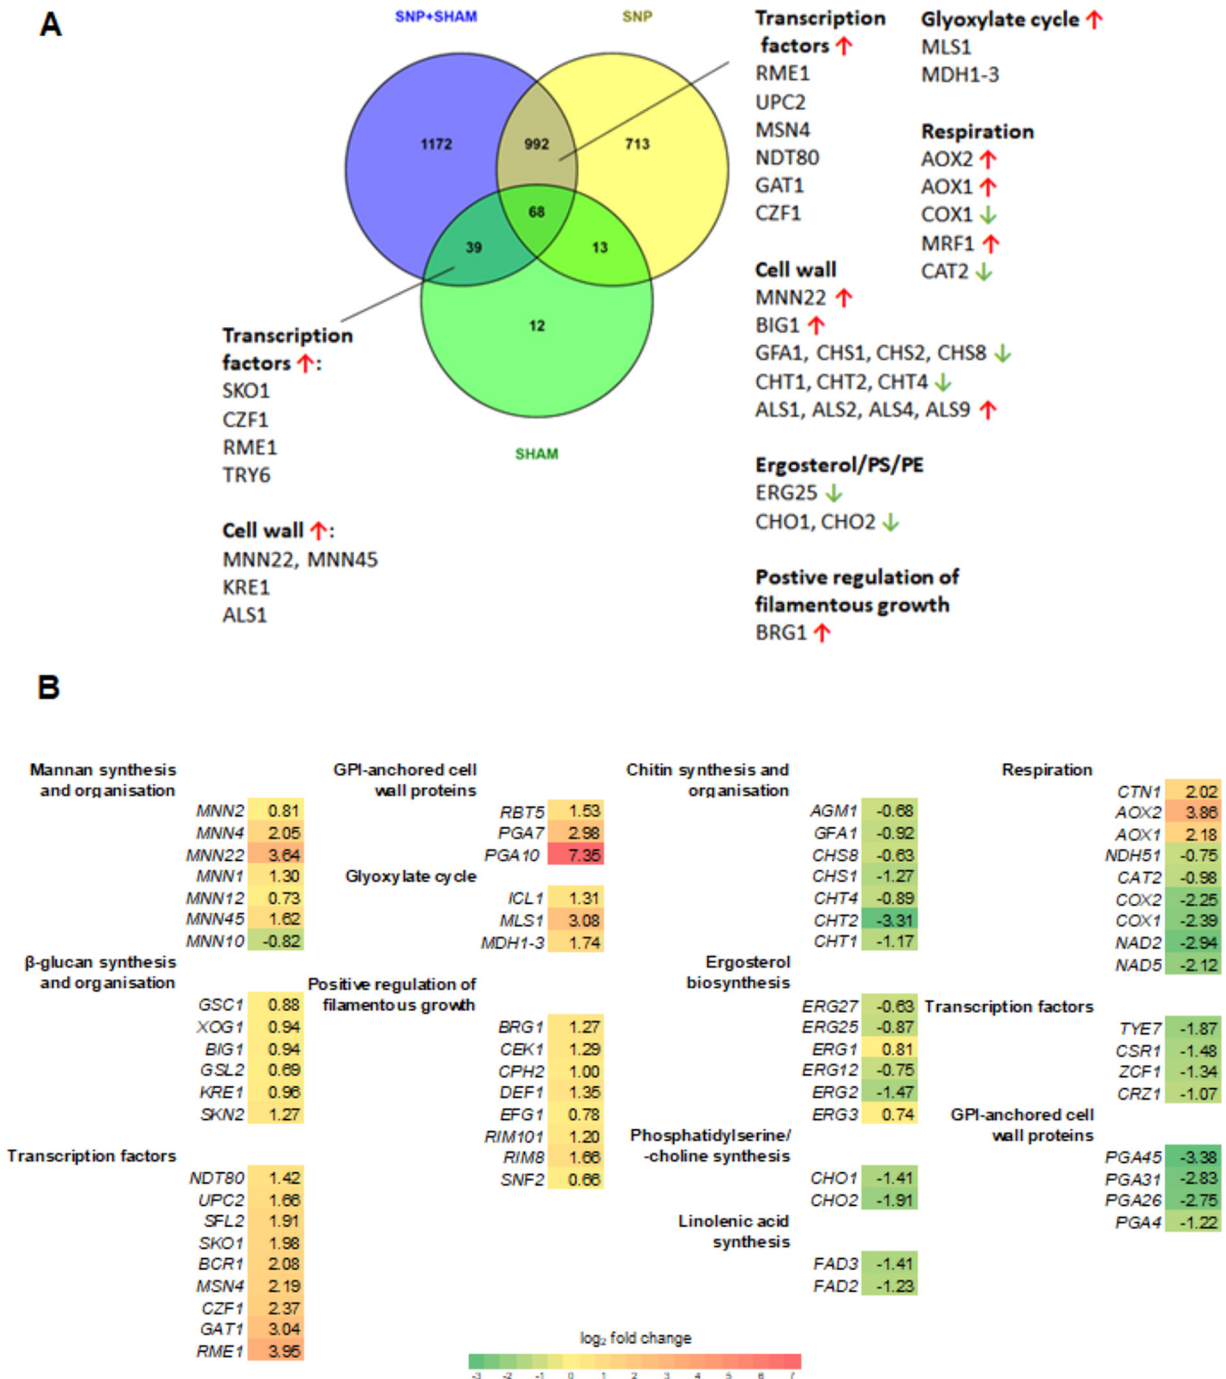 A
SNP+SHAM
SNP
1172
992
713
68
39
13
12
SHAM
Transcription
factors ↑:
SKO1
CZF1
RME1
TRY6
Cell wall ↑:
MNN22, MNN45
KRE1
ALS1
Transcription
factors ↑
RME1
UPC2
MSN4
NDT80
GAT1
CZF1
Cell wall
MNN22 ↑
BIG1 ↑
GFA1, CHS1, CHS2, CHS8 ↓
CHT1, CHT2, CHT4 ↓
ALS1, ALS2, ALS4, ALS9 ↑
Ergosterol/PS/PE
ERG25 ↓
CHO1, CHO2 ↓
Postive regulation of
filamentous growth
BRG1 ↑
Glyoxylate cycle ↑
MLS1
MDH1-3
Respiration
AOX2 ↑
AOX1 ↑
COX1 ↓
MRF1 ↑
CAT2 ↓
B
Mannan synthesis
and organisation
MNN2 0.81
MNN4 2.05
MNN22 3.64
MNN1 1.30
MNN12 0.73
MNN45 1.62
MNN10 -0.82
β-glucan synthesis
and organisation
GSC1 0.88
XOG1 0.94
BIG1 0.94
GSL2 0.69
KRE1 0.96
SKN2 1.27
Transcription factors
NDT80 1.42
UPC2 1.66
SFL2 1.91
SKO1 1.98
BCR1 2.08
MSN4 2.19
CZF1 2.37
GAT1 3.04
RME1 3.95
GPI-anchored cell
wall proteins
RBT5 1.53
PGA7 2.98
PGA10 7.35
Glyoxylate cycle
ICL1 1.31
MLS1 3.08
MDH1-3 1.74
Positive regulation of
filamentous growth
BRG1 1.27
CEK1 1.29
CPH2 1.00
DEF1 1.35
EFG1 0.78
RIM101 1.20
RIM8 1.66
SNF2 0.66
Chitin synthesis and
organisation
AGM1 -0.68
GFA1 -0.92
CHS8 -0.63
CHS1 -1.27
CHT4 -0.89
CHT2 -3.31
CHT1 -1.17
Ergosterol
biosynthesis
ERG27 -0.63
ERG25 -0.87
ERG1 0.81
ERG12 -0.75
ERG2 -1.47
ERG3 0.74
Phosphatidylserine/
-choline synthesis
CHO1 -1.41
CHO2 -1.91
Linolenic acid
synthesis
FAD3 -1.41
FAD2 -1.23
Respiration
CTN1 2.02
AOX2 3.86
AOX1 2.18
NDH51 -0.75
CAT2 -0.98
COX2 -2.25
COX1 -2.39
NAD2 -2.94
NAD5 -2.12
Transcription factors
TYE7 -1.87
CSR1 -1.48
ZCF1 -1.34
CRZ1 -1.07
GPI-anchored cell
wall proteins
PGA45 -3.38
PGA31 -2.83
PGA26 -2.75
PGA4 -1.22
log₂ fold change
-3 -2 -1 0 1 2 3 4 5 6 7